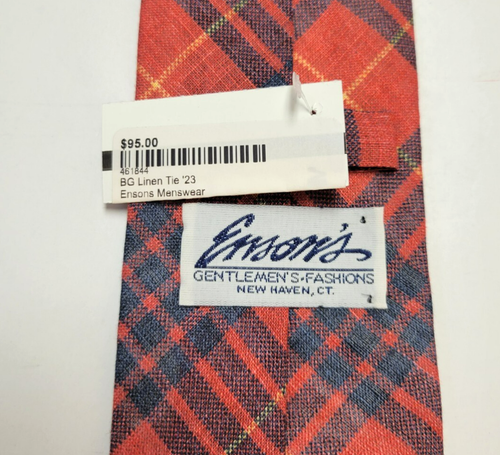 $95.00
461844
BG Linen Tie '23
Ensons Menswear
Enson's
GENTLEMEN'S·FASHIONS
NEW HAVEN, CT.